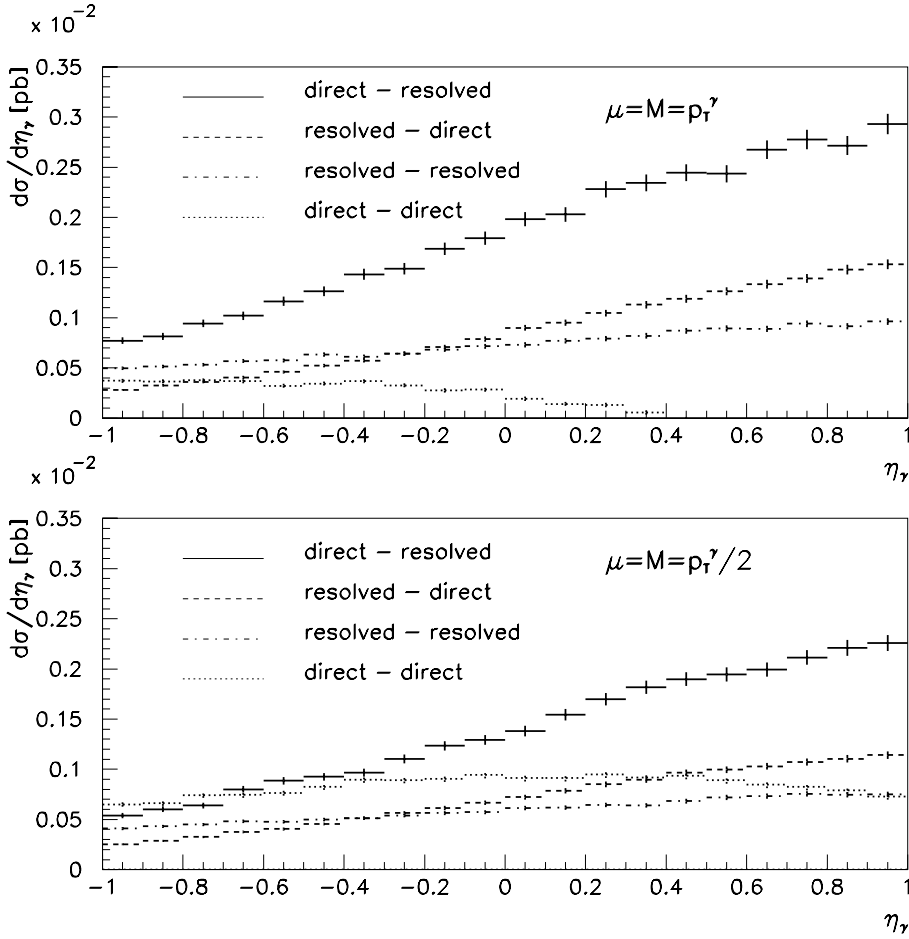 x 10⁻²
dσ/dηᵧ [pb]
0.35
0.3
0.25
0.2
0.15
0.1
0.05
0
direct – resolved
resolved – direct
resolved – resolved
direct – direct
μ=M=p_T^γ
−1 −0.8 −0.6 −0.4 −0.2 0 0.2 0.4 0.6 0.8 1
ηᵧ
x 10⁻²
dσ/dηᵧ [pb]
0.35
0.3
0.25
0.2
0.15
0.1
0.05
0
direct – resolved
resolved – direct
resolved – resolved
direct – direct
μ=M=p_T^γ/2
−1 −0.8 −0.6 −0.4 −0.2 0 0.2 0.4 0.6 0.8 1
ηᵧ